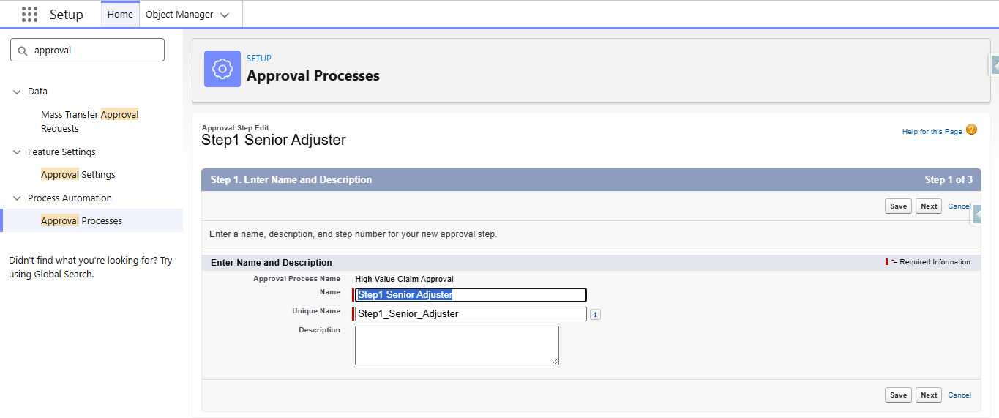 Setup
Home
Object Manager
approval
Data
Mass Transfer Approval
Requests
Feature Settings
Approval Settings
Process Automation
Approval Processes
Didn't find what you're looking for? Try
using Global Search.
SETUP
Approval Processes
Approval Step Edit
Step1 Senior Adjuster
Help for this Page ?
Step 1. Enter Name and Description
Step 1 of 3
Save Next Cancel
Enter a name, description, and step number for your new approval step.
Enter Name and Description
*= Required Information
Approval Process Name High Value Claim Approval
Name Step1 Senior Adjuster
Unique Name Step1_Senior_Adjuster i
Description
Save Next Cancel